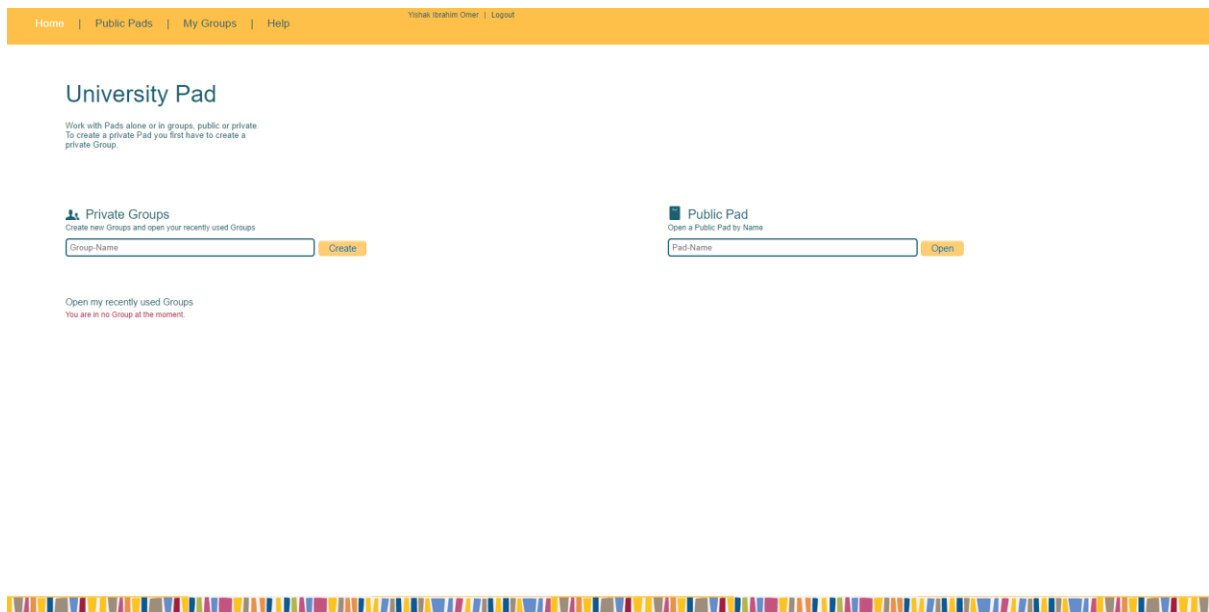 Home | Public Pads | My Groups | Help
Yishak Ibrahim Omer | Logout
University Pad
Work with Pads alone or in groups, public or private.
To create a private Pad you first have to create a
private Group.
Private Groups
Create new Groups and open your recently used Groups
Group-Name
Create
Public Pad
Open a Public Pad by Name
Pad-Name
Open
Open my recently used Groups
You are in no Group at the moment.